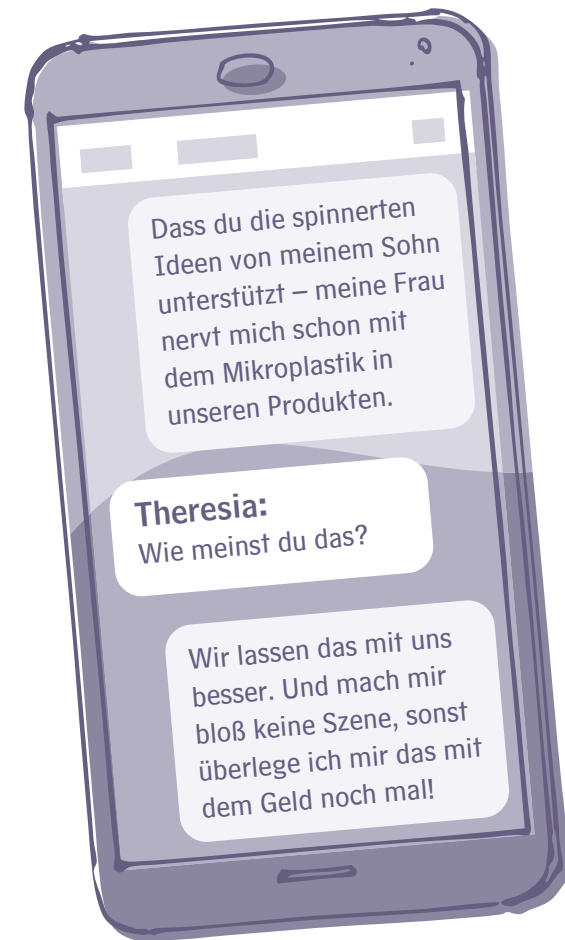 Dass du die spinnerten
Ideen von meinem Sohn
unterstützt – meine Frau
nervt mich schon mit
dem Mikroplastik in
unseren Produkten.
Theresia:
Wie meinst du das?
Wir lassen das mit uns
besser. Und mach mir
bloß keine Szene, sonst
überlege ich mir das mit
dem Geld noch mal!